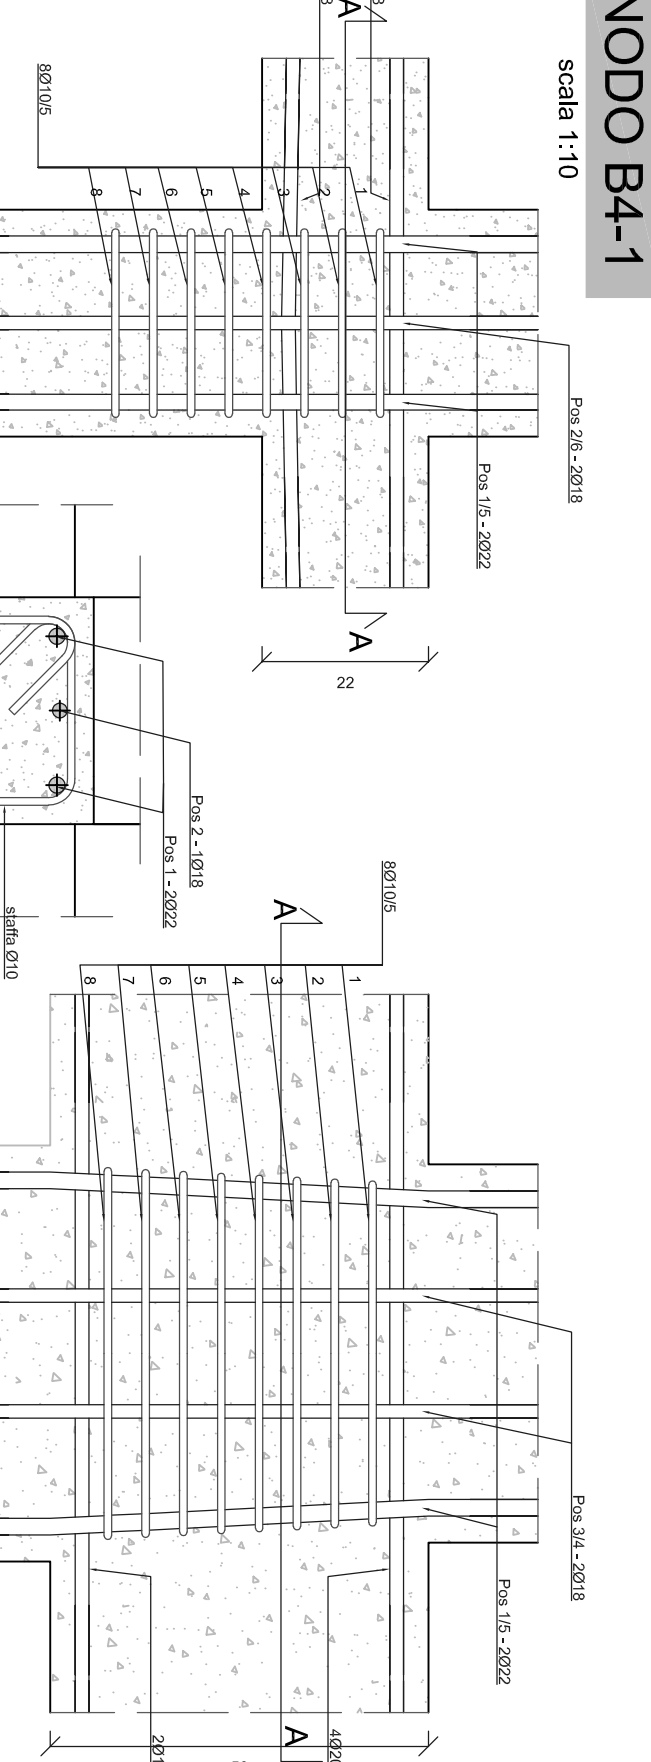 NODO B4-1
scala 1:10
A
8Ø10/5
1
2
3
4
5
6
7
8
Pos 2/6 - 2Ø18
Pos 1/5 - 2Ø22
A
22
Pos 2 - 1Ø18
Pos 1 - 2Ø22
staffa Ø10
8Ø10/5
A
1
2
3
4
5
6
7
8
Pos 3/4 - 2Ø18
Pos 1/5 - 2Ø22
A